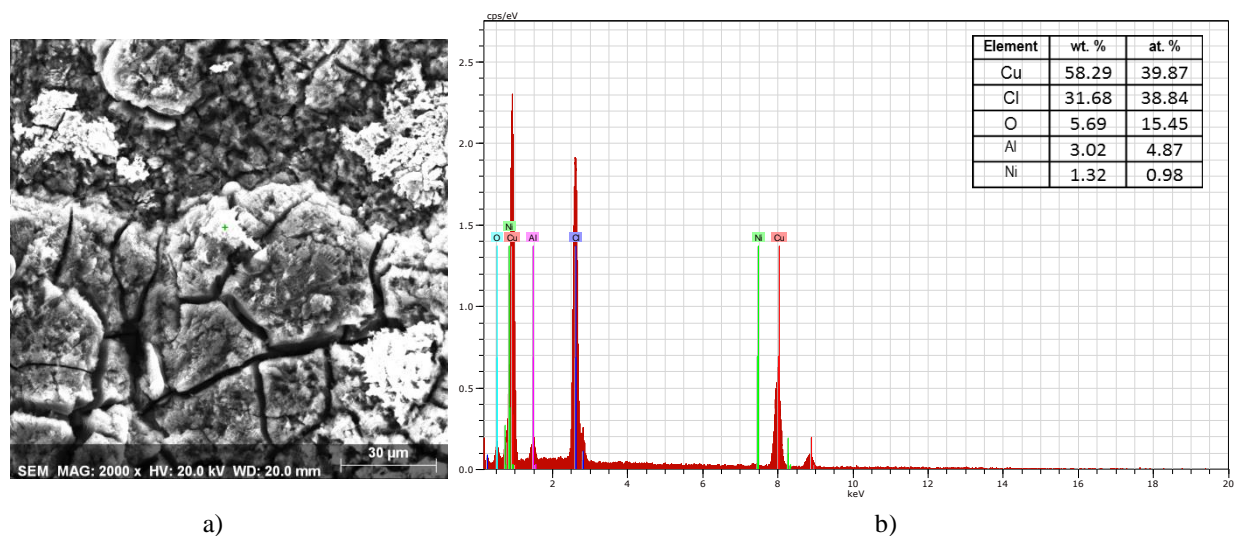 SEM MAG: 2000 x HV: 20.0 kV WD: 20.0 mm
30 µm
a)
cps/eV
2.5
2.0
1.5
1.0
0.5
0.0
2 4 6 8 10 12 14 16 18 20
keV
O Ni Cu Al Cl Ni Cu
Element wt. % at. %
Cu 58.29 39.87
Cl 31.68 38.84
O 5.69 15.45
Al 3.02 4.87
Ni 1.32 0.98
b)